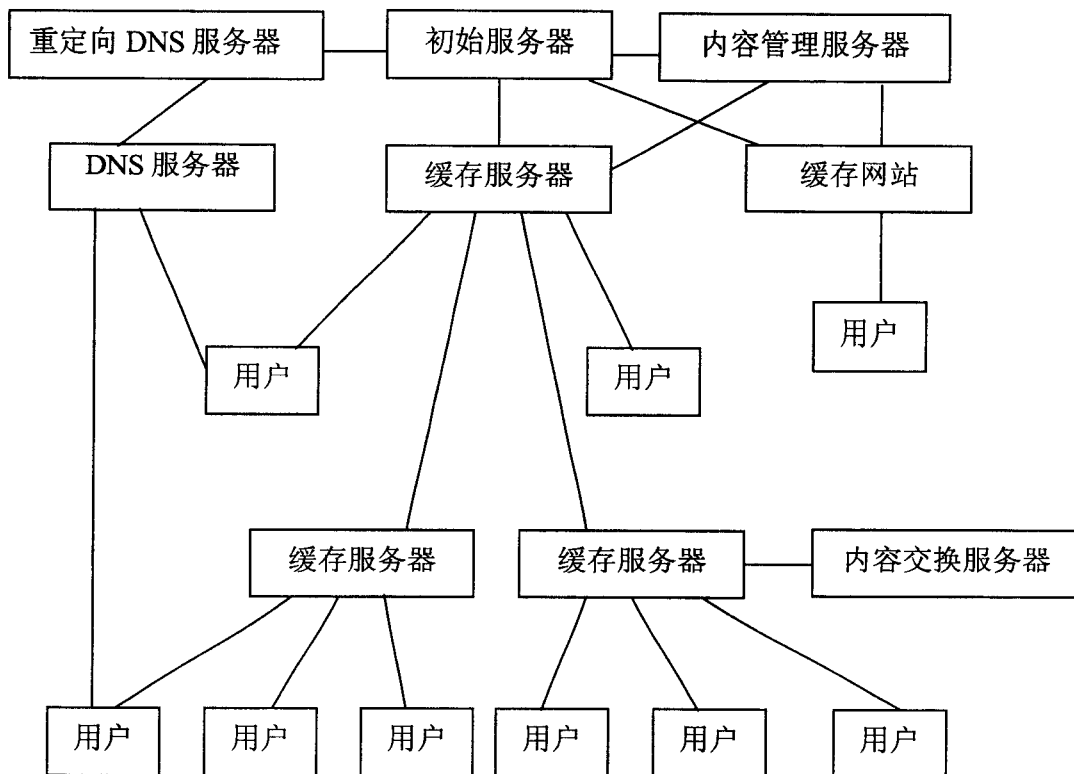 重定向 DNS 服务器
初始服务器
内容管理服务器
DNS 服务器
缓存服务器
缓存网站
用户
用户
用户
缓存服务器
缓存服务器
内容交换服务器
用户
用户
用户
用户
用户
用户